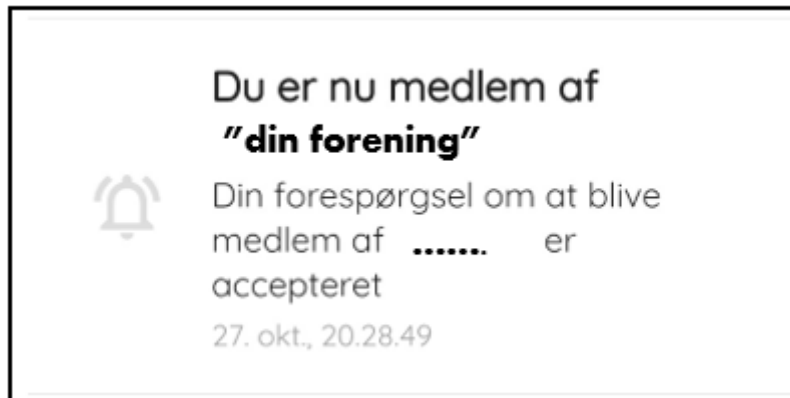 Du er nu medlem af
”din forening”
Din forespørgsel om at blive
medlem af ....... er
accepteret
27. okt., 20.28.49